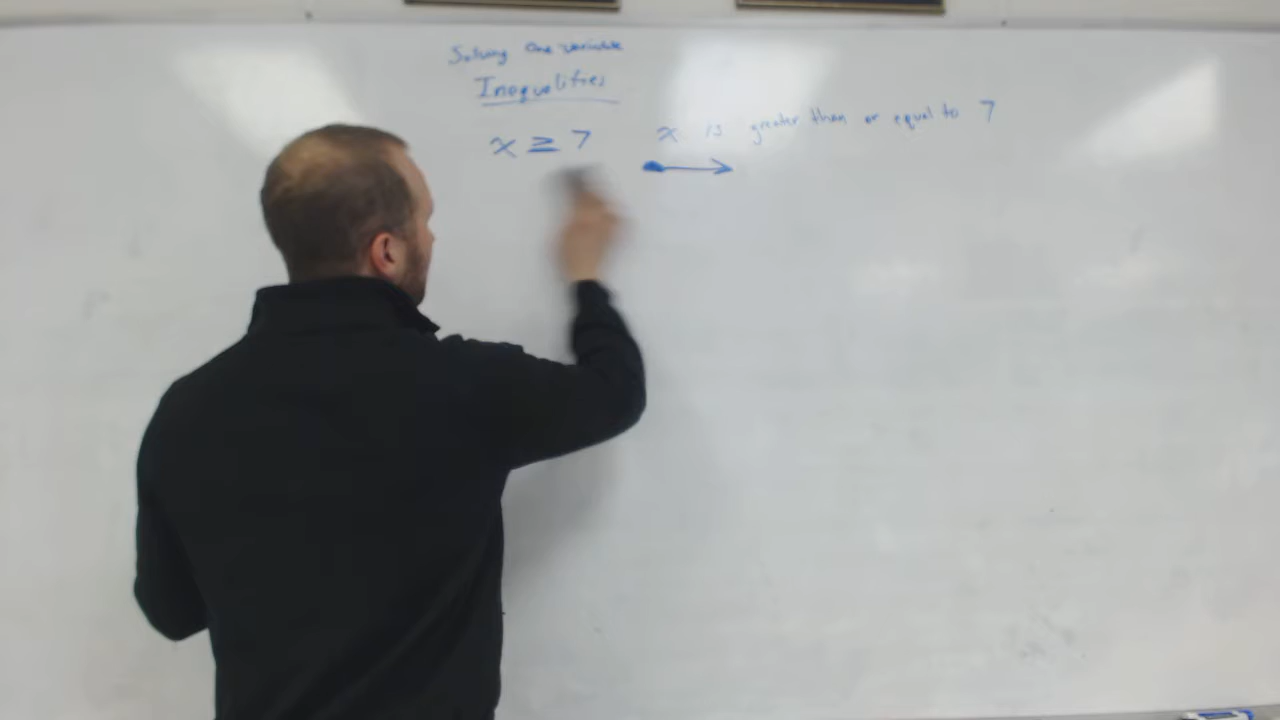 Solving One variable
Inequalities
x ≥ 7 x is greater than or equal to 7